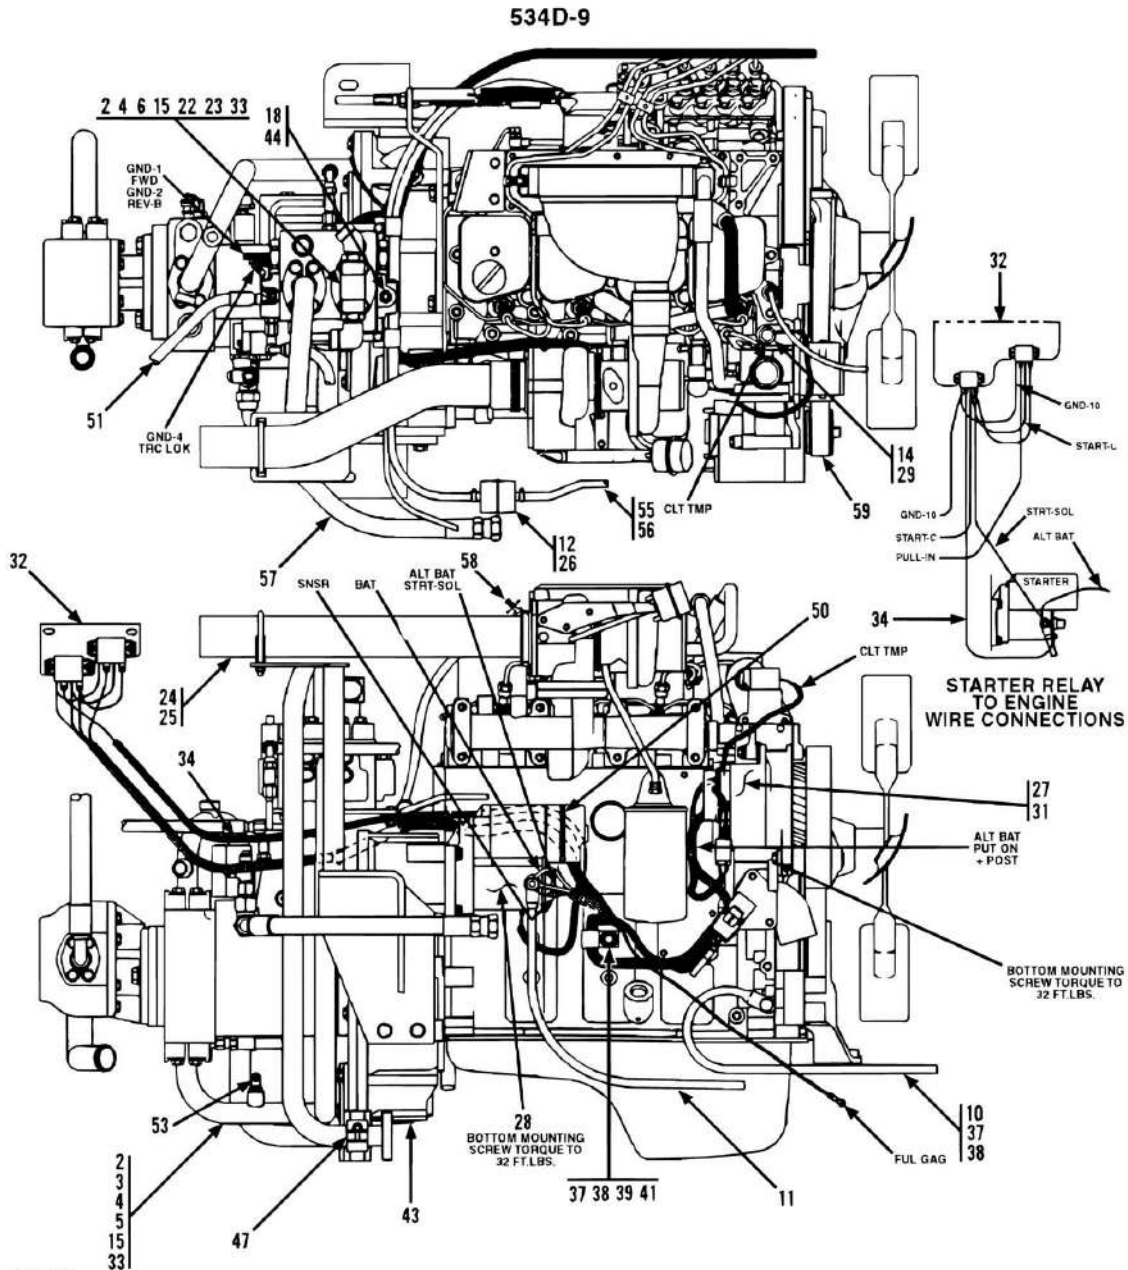 534D-9
2 4 6 15 22 23 33
18
44
GND-1
FWD
GND-2
REV-B
32
GND-10
START-L
51
GND-4
TRC LOK
14
29
59
CLT TMP
55
56
12
26
57
GND-10
START-C
PULL-IN
STRT-SOL
ALT BAT
STARTER
34
STARTER RELAY
TO ENGINE
WIRE CONNECTIONS
32
SNSR
BAT
ALT BAT
STRT-SOL
58
50
CLT TMP
24
25
34
27
31
ALT BAT
PUT ON
+ POST
BOTTOM MOUNTING
SCREW TORQUE TO
32 FT.LBS.
53
28
BOTTOM MOUNTING
SCREW TORQUE TO
32 FT.LBS.
10
37
38
FUL GAG
2
3
4
5
15
33
47
43
37 38 39 41
11